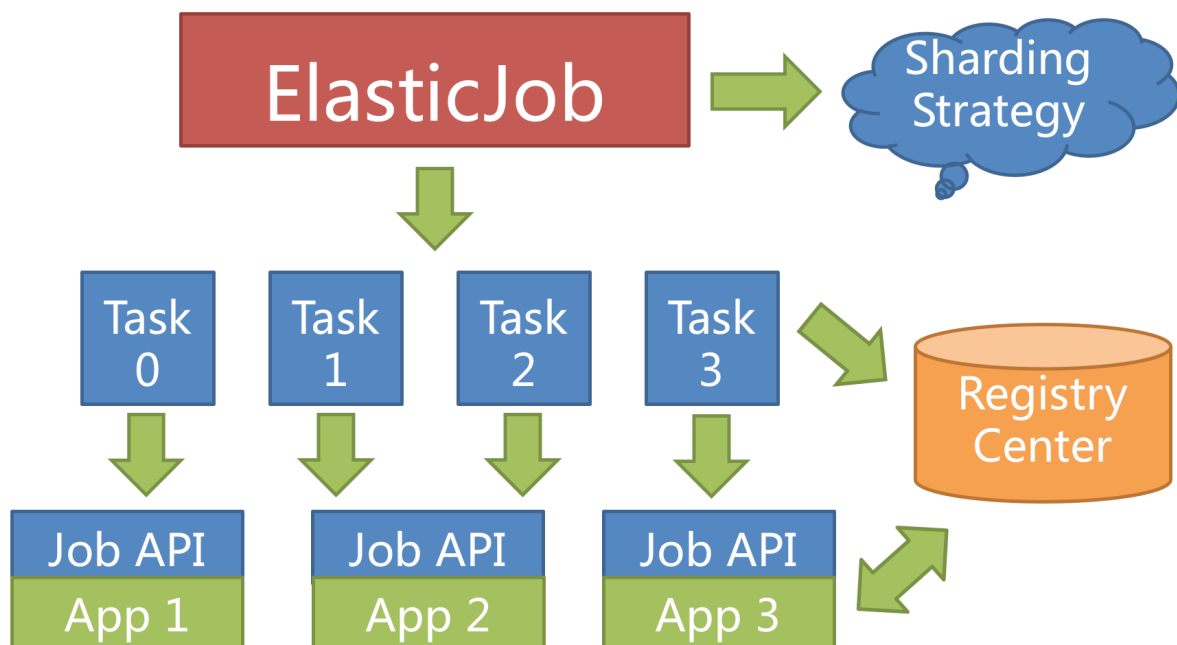 ElasticJob
Sharding
Strategy
Task
0
Task
1
Task
2
Task
3
Registry
Center
Job API
App 1
Job API
App 2
Job API
App 3